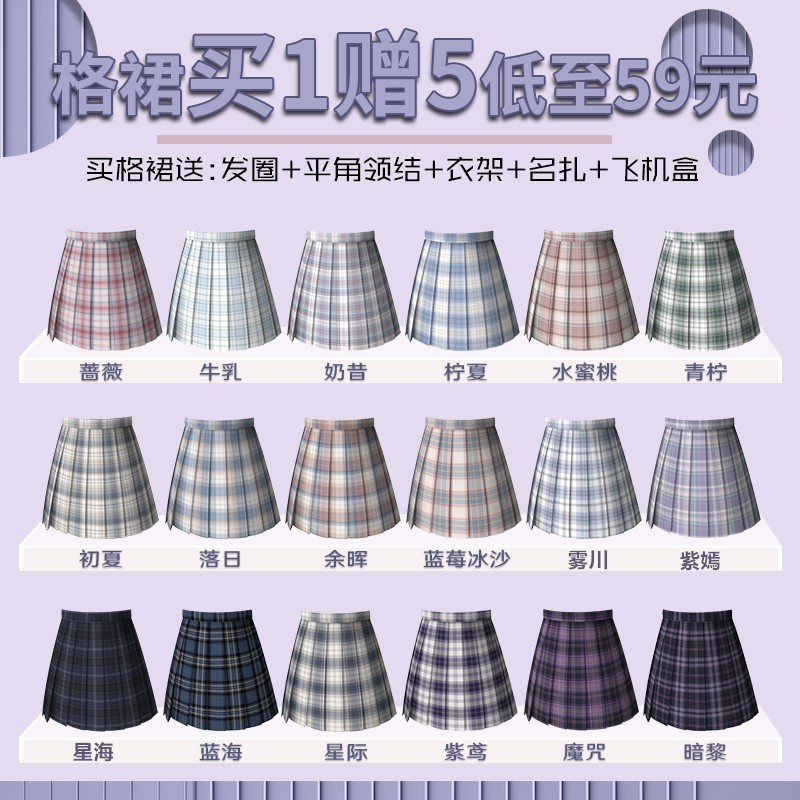 格裙买1赠5低至59元
买格裙送:发圈+平角领结+衣架+名扎+飞机盒
蔷薇 牛乳 奶昔 柠夏 水蜜桃 青柠
初夏 落日 余晖 蓝莓冰沙 雾川 紫嫣
星海 蓝海 星际 紫鸢 魔咒 暗黎